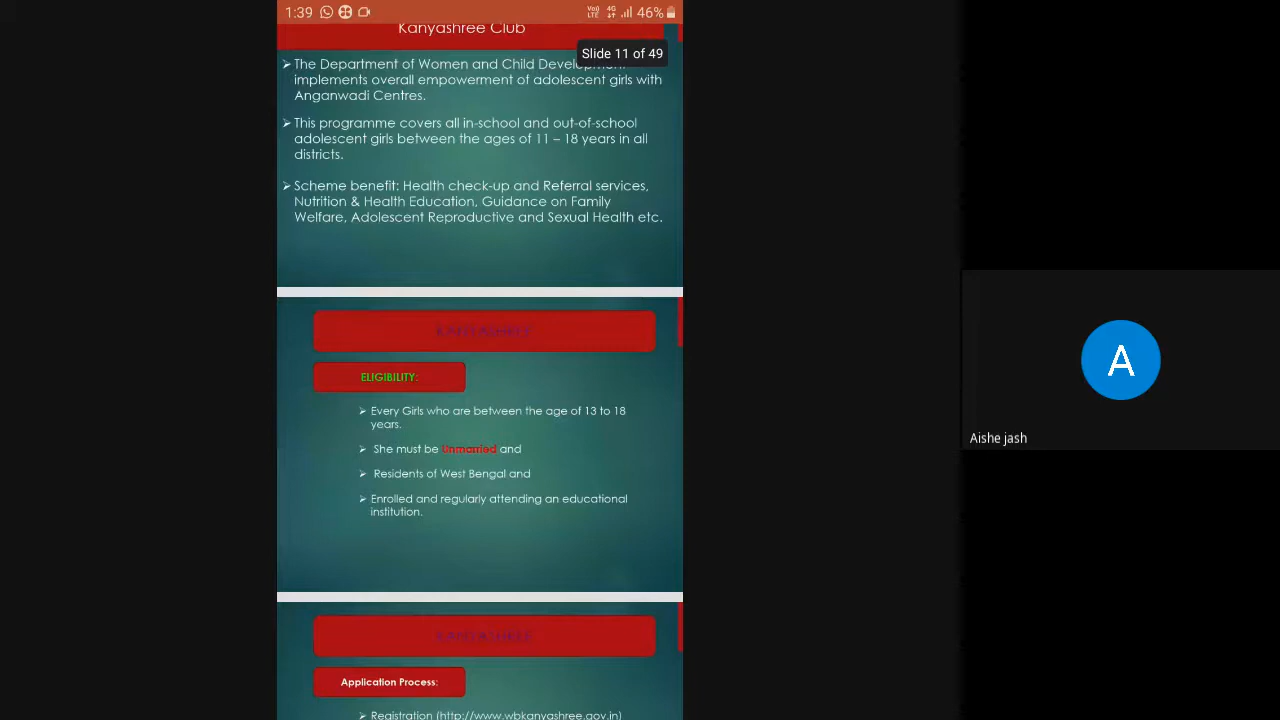 1:39
Vo)) LTE 4G 46%
Kanyashree Club
Slide 11 of 49
➢ The Department of Women and Child Development
implements overall empowerment of adolescent girls with
Anganwadi Centres.
➢ This programme covers all in-school and out-of-school
adolescent girls between the ages of 11 – 18 years in all
districts.
➢ Scheme benefit: Health check-up and Referral services,
Nutrition & Health Education, Guidance on Family
Welfare, Adolescent Reproductive and Sexual Health etc.
KANYASHREE
ELIGIBILITY:
➢ Every Girls who are between the age of 13 to 18
years.
➢ She must be Unmarried and
➢ Residents of West Bengal and
➢ Enrolled and regularly attending an educational
institution.
KANYASHREE
Application Process:
➢ Registration (http://www.wbkanyashree.gov.in)
A
Aishe jash